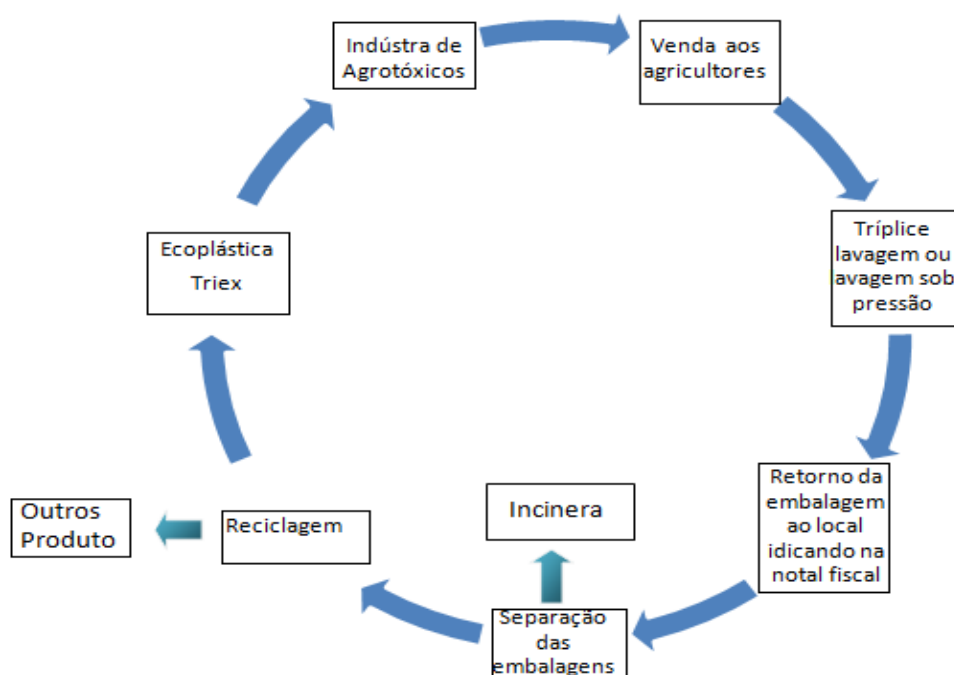 Indústra de
Agrotóxicos
Venda aos
agricultores
Tríplice
lavagem ou
avagem sob
pressão
Retorno da
embalagem
ao local
idicando na
notal fiscal
Separação
das
embalagens
Incinera
Reciclagem
Outros
Produto
Ecoplástica
Triex